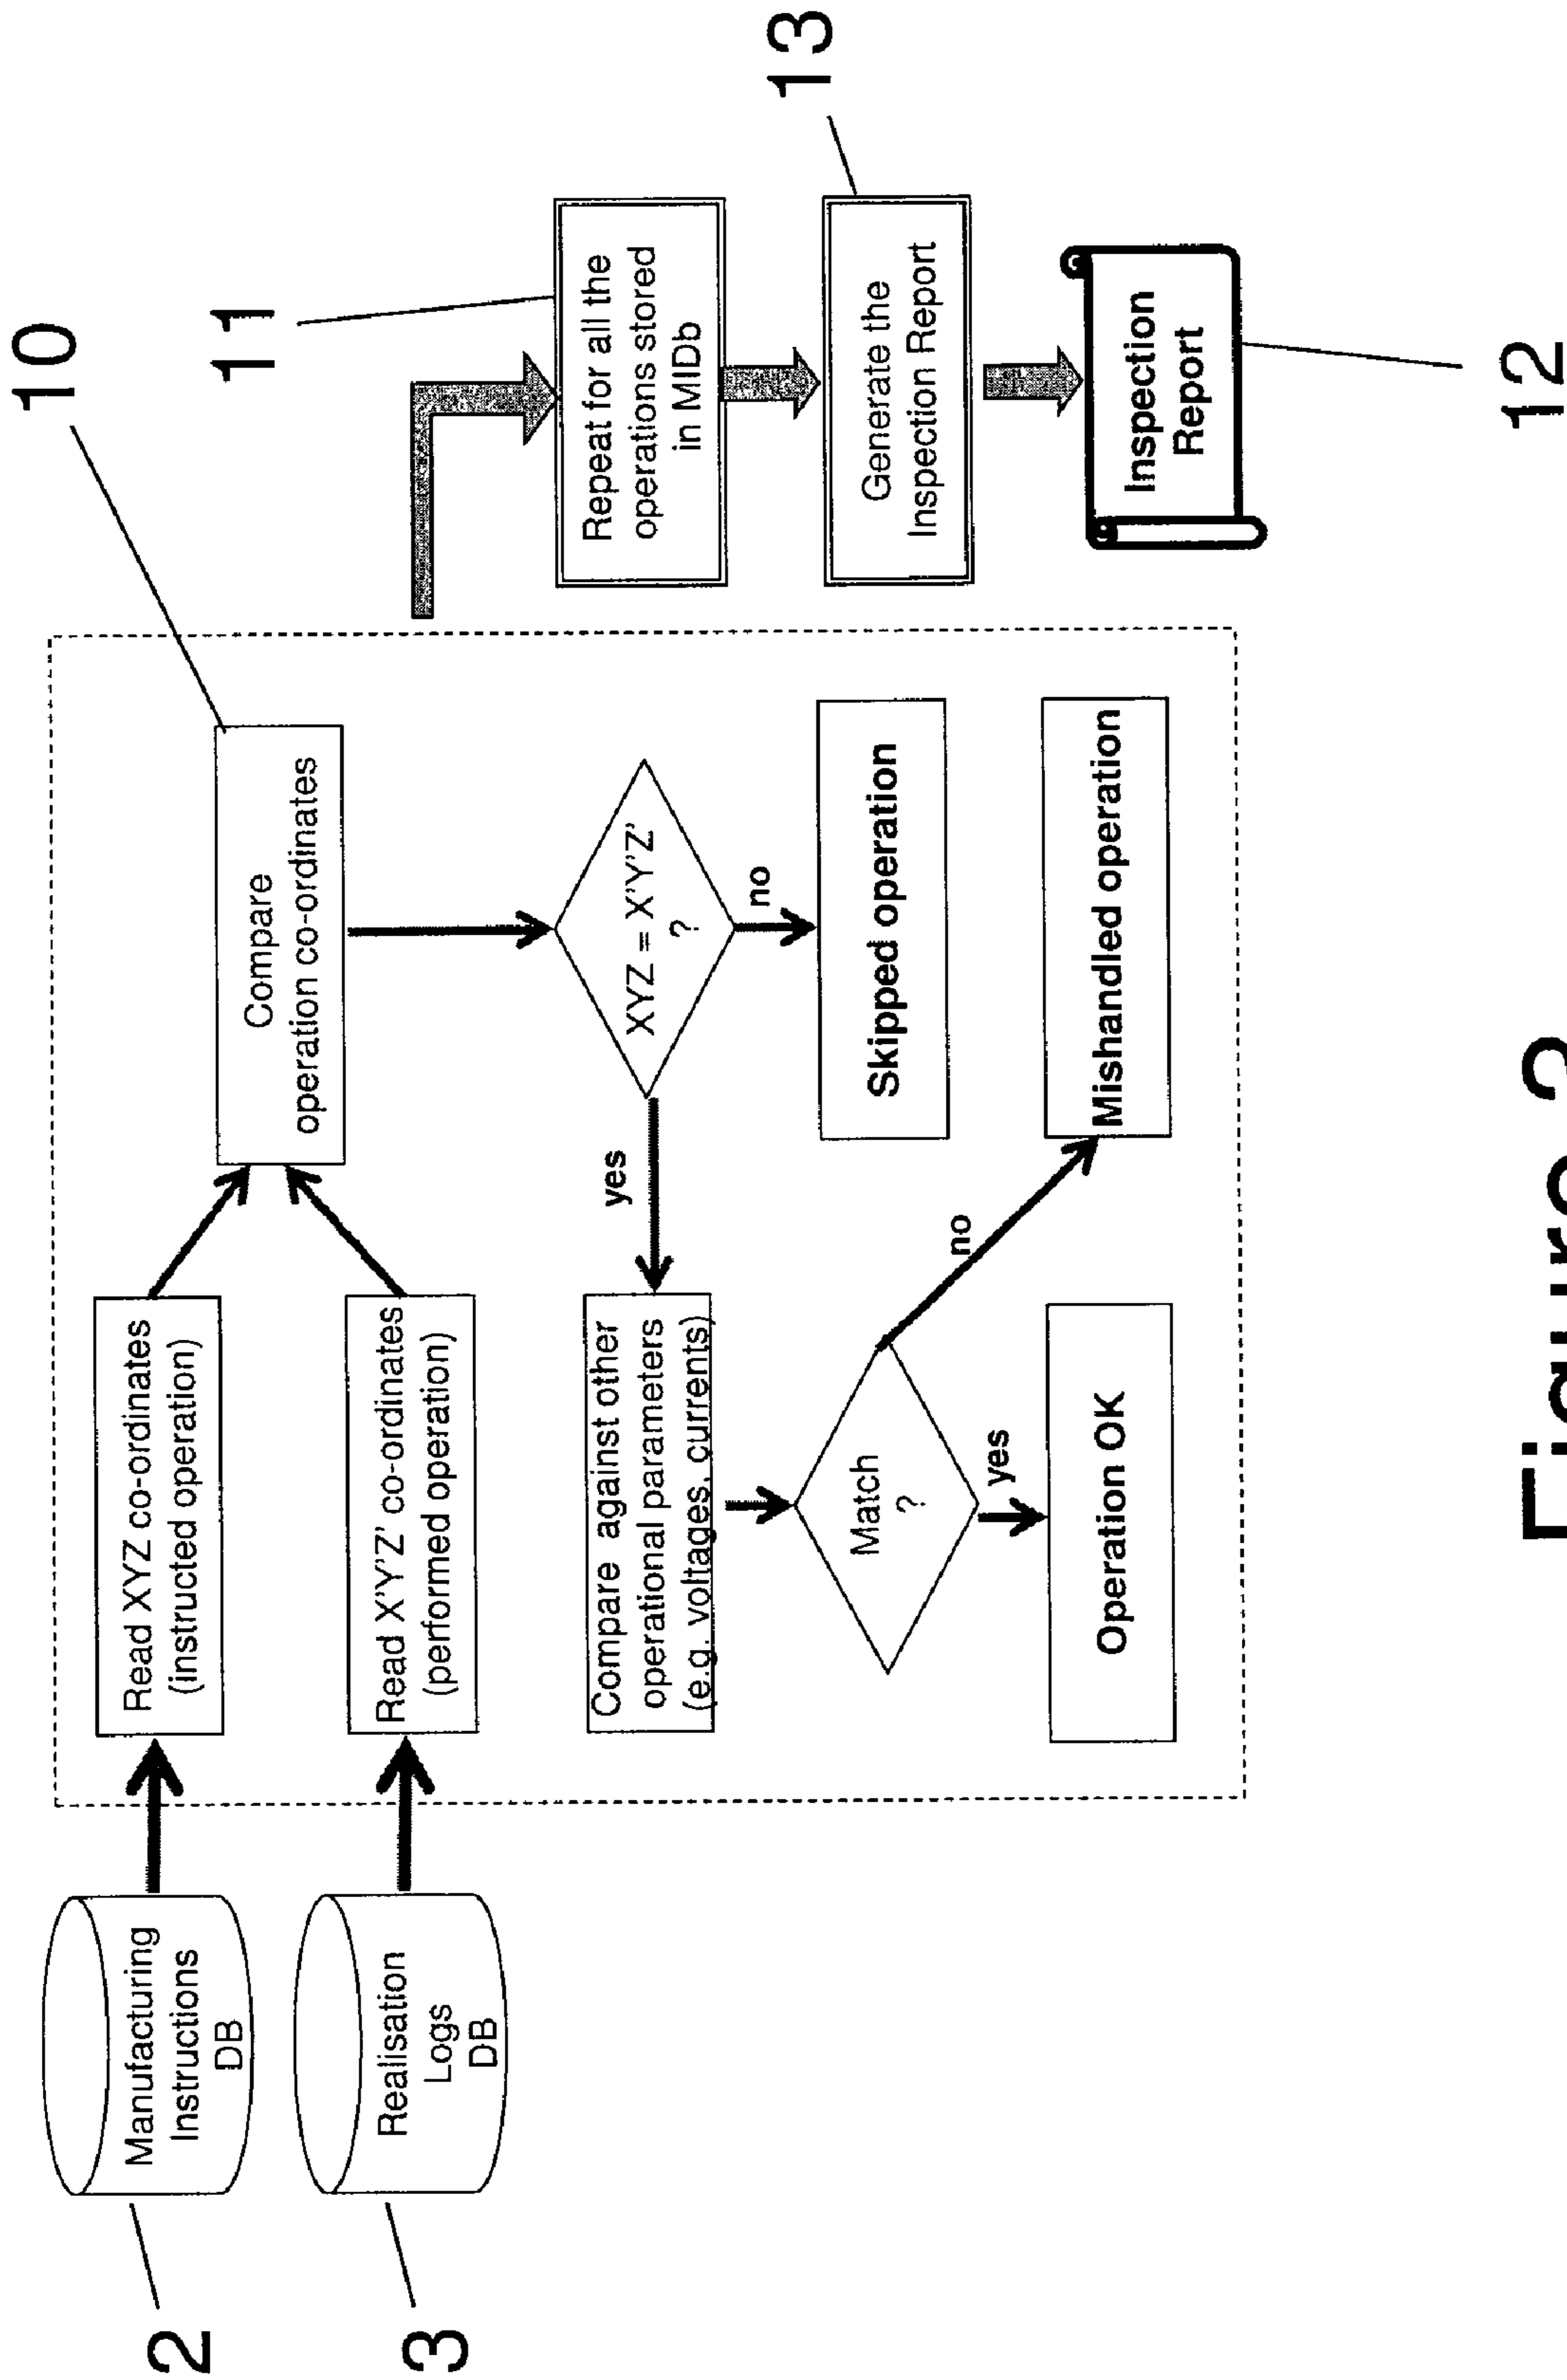 2
Manufacturing
Instructions
DB
3
Realisation
Logs
DB
Read XYZ co-ordinates
(instructed operation)
Read X'Y'Z' co-ordinates
(performed operation)
10
Compare
operation co-ordinates
XYZ = X'Y'Z'
?
yes
no
Skipped operation
Compare against other
operational parameters
(e.g. voltages, currents)
Match
?
no
yes
Mishandled operation
Operation OK
11
Repeat for all the
operations stored
in MIDb
13
Generate the
Inspection Report
Inspection
Report
12
Figure